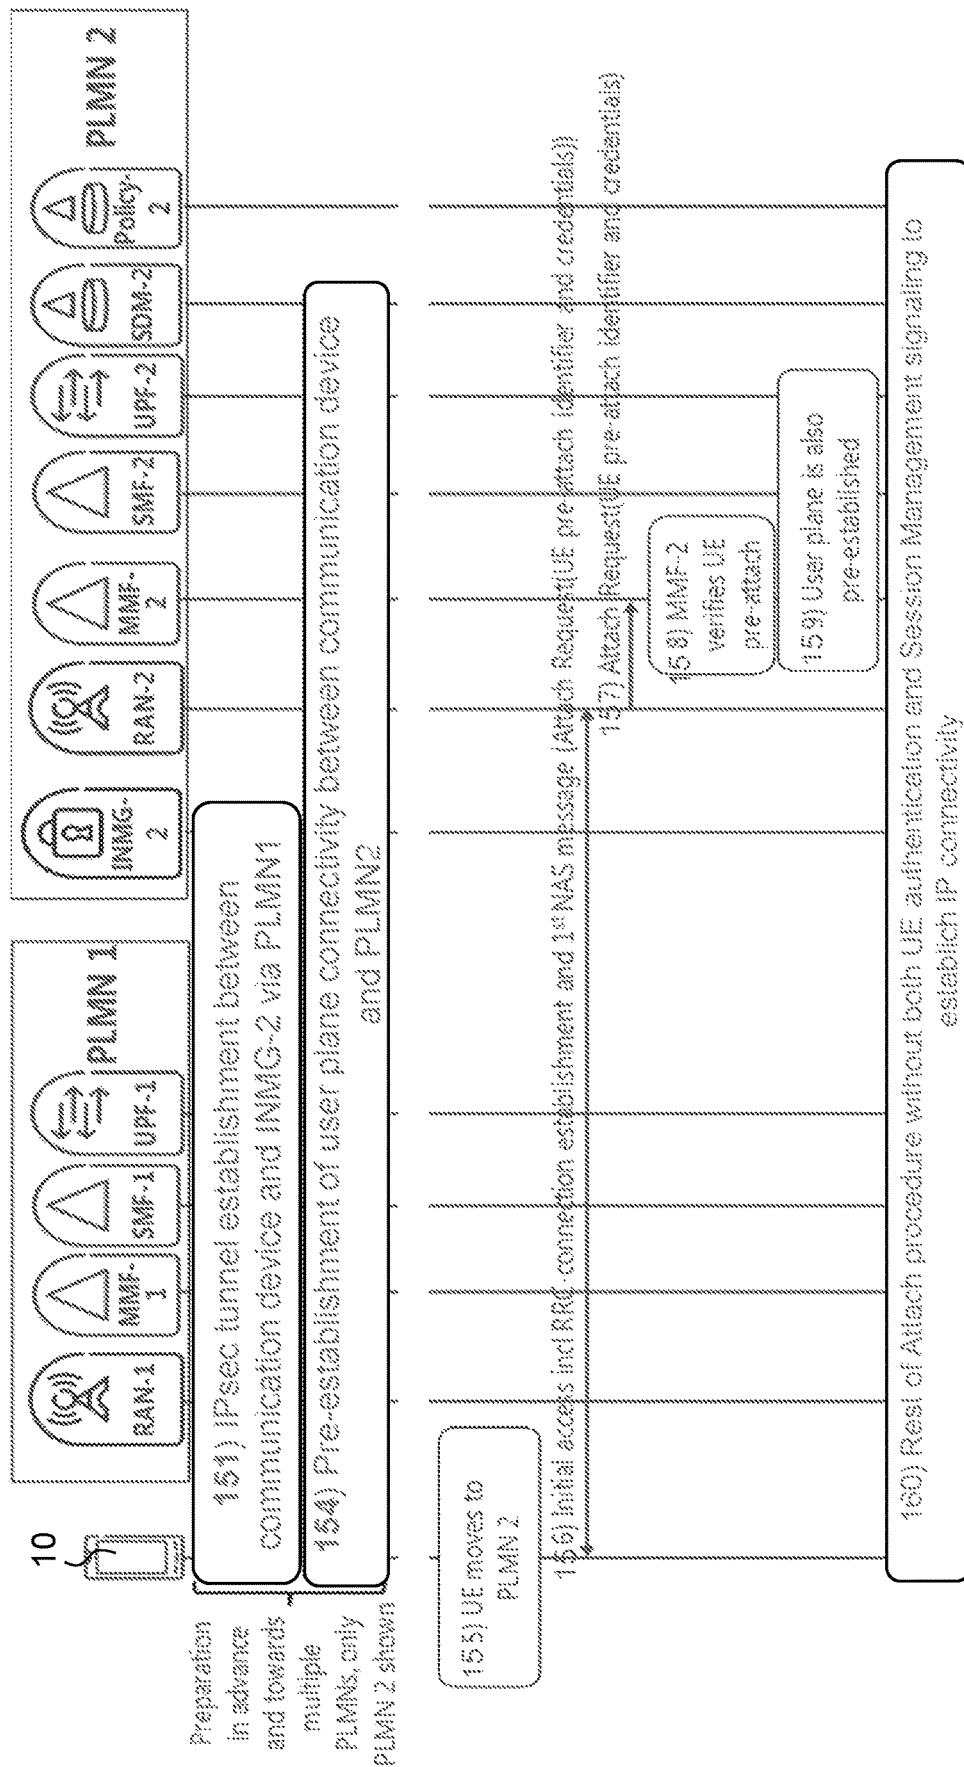 10
PLMN 1
RAN-1
MMF-
1
SMF-1
UPF-1
PLMN 2
INMG-
2
RAN-2
MMF-
2
SMF-2
UPF-2
SDM-2
Policy-
2
Preparation
in advance
and towards
multiple
PLMNs, only
PLMN 2 shown
151) IPsec tunnel establishment between
communication device and INMG-2 via PLMN1
154) Pre-establishment of user plane connectivity between communication device
and PLMN2
155) UE moves to
PLMN 2
156) Initial access incl RRC connection establishment and 1st NAS message (Attach Request(UE pre-attach identifier and credentials))
157) Attach Request(UE pre-attach identifier and credentials)
158) MMF-2
verifies UE
pre-attach
159) User plane is also
pre-established
160) Rest of Attach procedure without both UE authentication and Session Management signaling to
establish IP connectivity